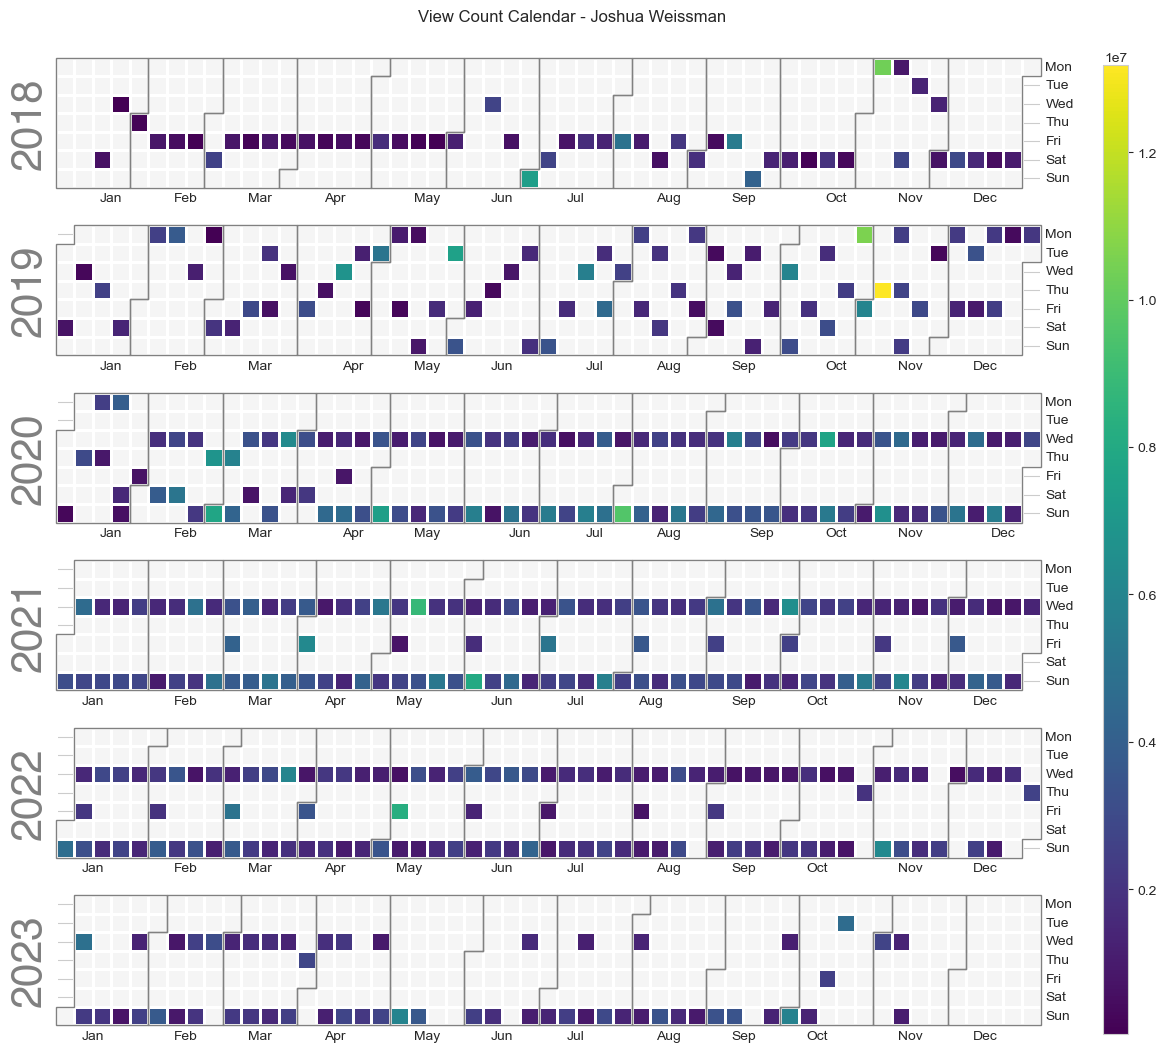 View Count Calendar - Joshua Weissman
2018
Mon
Tue
Wed
Thu
Fri
Sat
Sun
Jan Feb Mar Apr May Jun Jul Aug Sep Oct Nov Dec
2019
Mon
Tue
Wed
Thu
Fri
Sat
Sun
Jan Feb Mar Apr May Jun Jul Aug Sep Oct Nov Dec
2020
Mon
Tue
Wed
Thu
Fri
Sat
Sun
Jan Feb Mar Apr May Jun Jul Aug Sep Oct Nov Dec
2021
Mon
Tue
Wed
Thu
Fri
Sat
Sun
Jan Feb Mar Apr May Jun Jul Aug Sep Oct Nov Dec
2022
Mon
Tue
Wed
Thu
Fri
Sat
Sun
Jan Feb Mar Apr May Jun Jul Aug Sep Oct Nov Dec
2023
Mon
Tue
Wed
Thu
Fri
Sat
Sun
Jan Feb Mar Apr May Jun Jul Aug Sep Oct Nov Dec
1e7
1.2
1.0
0.8
0.6
0.4
0.2